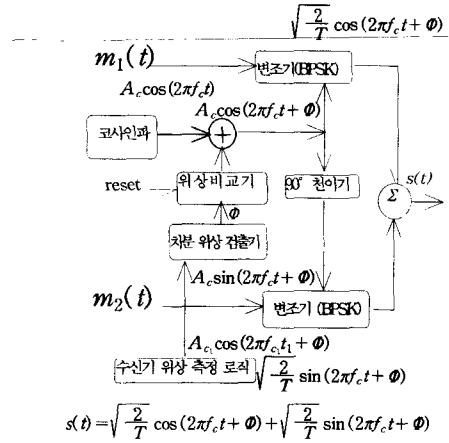 √(2/T) cos(2πf_c t + Φ)
m₁(t)
변조기(BPSK)
A_c cos(2πf_c t)
A_c cos(2πf_c t + Φ)
코사인파
+
reset
위상비교기
90° 천이기
s(t)
Σ
Φ
차분 위상 검출기
A_c sin(2πf_c t + Φ)
m₂(t)
변조기 (BPSK)
A_c₁ cos(2πf_c₁ t₁ + Φ)
수신기 위상 측정 로직
√(2/T) sin(2πf_c t + Φ)
s(t) = √(2/T) cos(2πf_c t + Φ) + √(2/T) sin(2πf_c t + Φ)